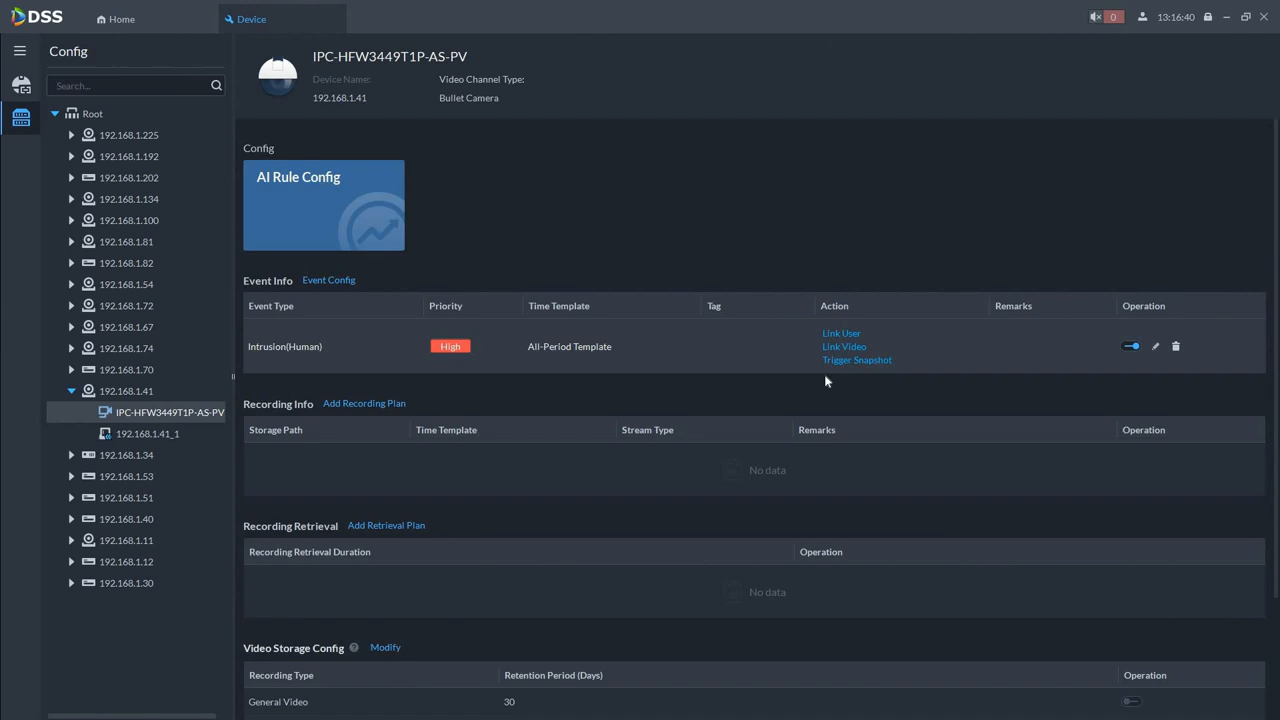 DSS
Home
Device
0
13:16:40
Config
Search...
Root
192.168.1.225
192.168.1.192
192.168.1.202
192.168.1.134
192.168.1.100
192.168.1.81
192.168.1.82
192.168.1.54
192.168.1.72
192.168.1.67
192.168.1.74
192.168.1.70
192.168.1.41
IPC-HFW3449T1P-AS-PV
192.168.1.41_1
192.168.1.34
192.168.1.53
192.168.1.51
192.168.1.40
192.168.1.11
192.168.1.12
192.168.1.30
IPC-HFW3449T1P-AS-PV
Device Name: Video Channel Type:
192.168.1.41 Bullet Camera
Config
AI Rule Config
Event Info Event Config
Event Type Priority Time Template Tag Action Remarks Operation
Link User
Intrusion(Human) High All-Period Template Link Video
Trigger Snapshot
Recording Info Add Recording Plan
Storage Path Time Template Stream Type Remarks Operation
No data
Recording Retrieval Add Retrieval Plan
Recording Retrieval Duration Operation
No data
Video Storage Config ? Modify
Recording Type Retention Period (Days) Operation
General Video 30